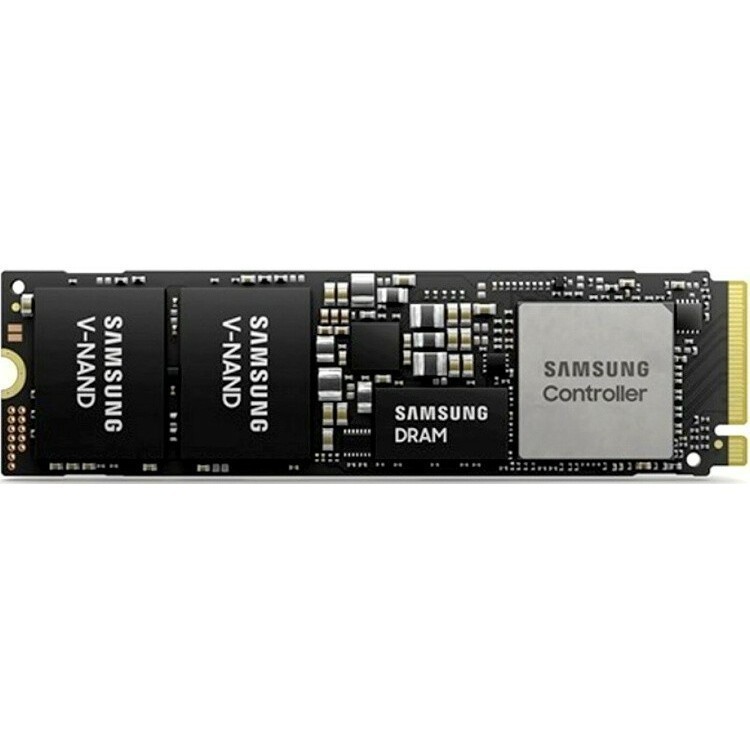 SAMSUNG
V-NAND
SAMSUNG
V-NAND
SAMSUNG
DRAM
SAMSUNG
Controller